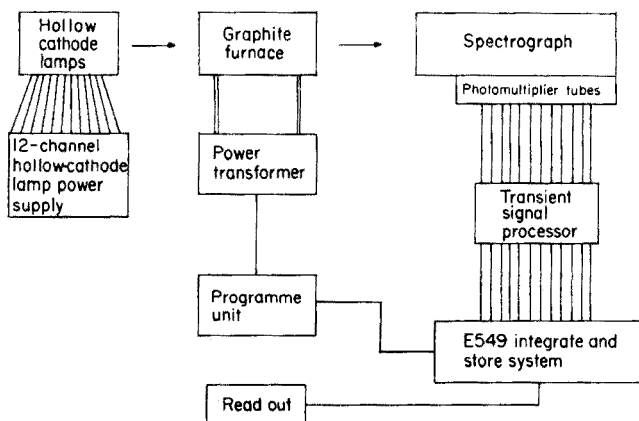 Hollow
cathode
lamps
Graphite
furnace
Spectrograph
Photomultiplier tubes
12-channel
hollow-cathode
lamp power
supply
Power
transformer
Transient
signal
processor
Programme
unit
E549 integrate and
store system
Read out